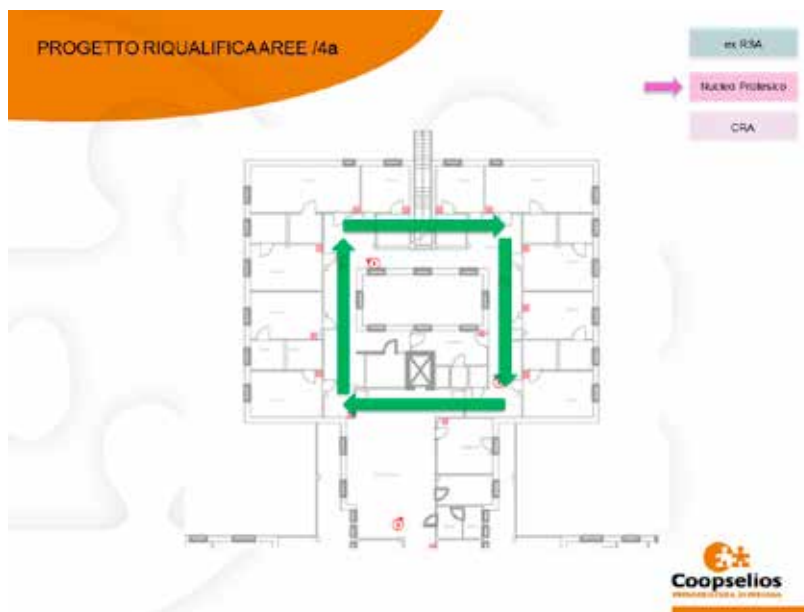 PROGETTO RIQUALIFICAAREE /4a
ex RSA
Nucleo Protesico
CRA
Coopselios